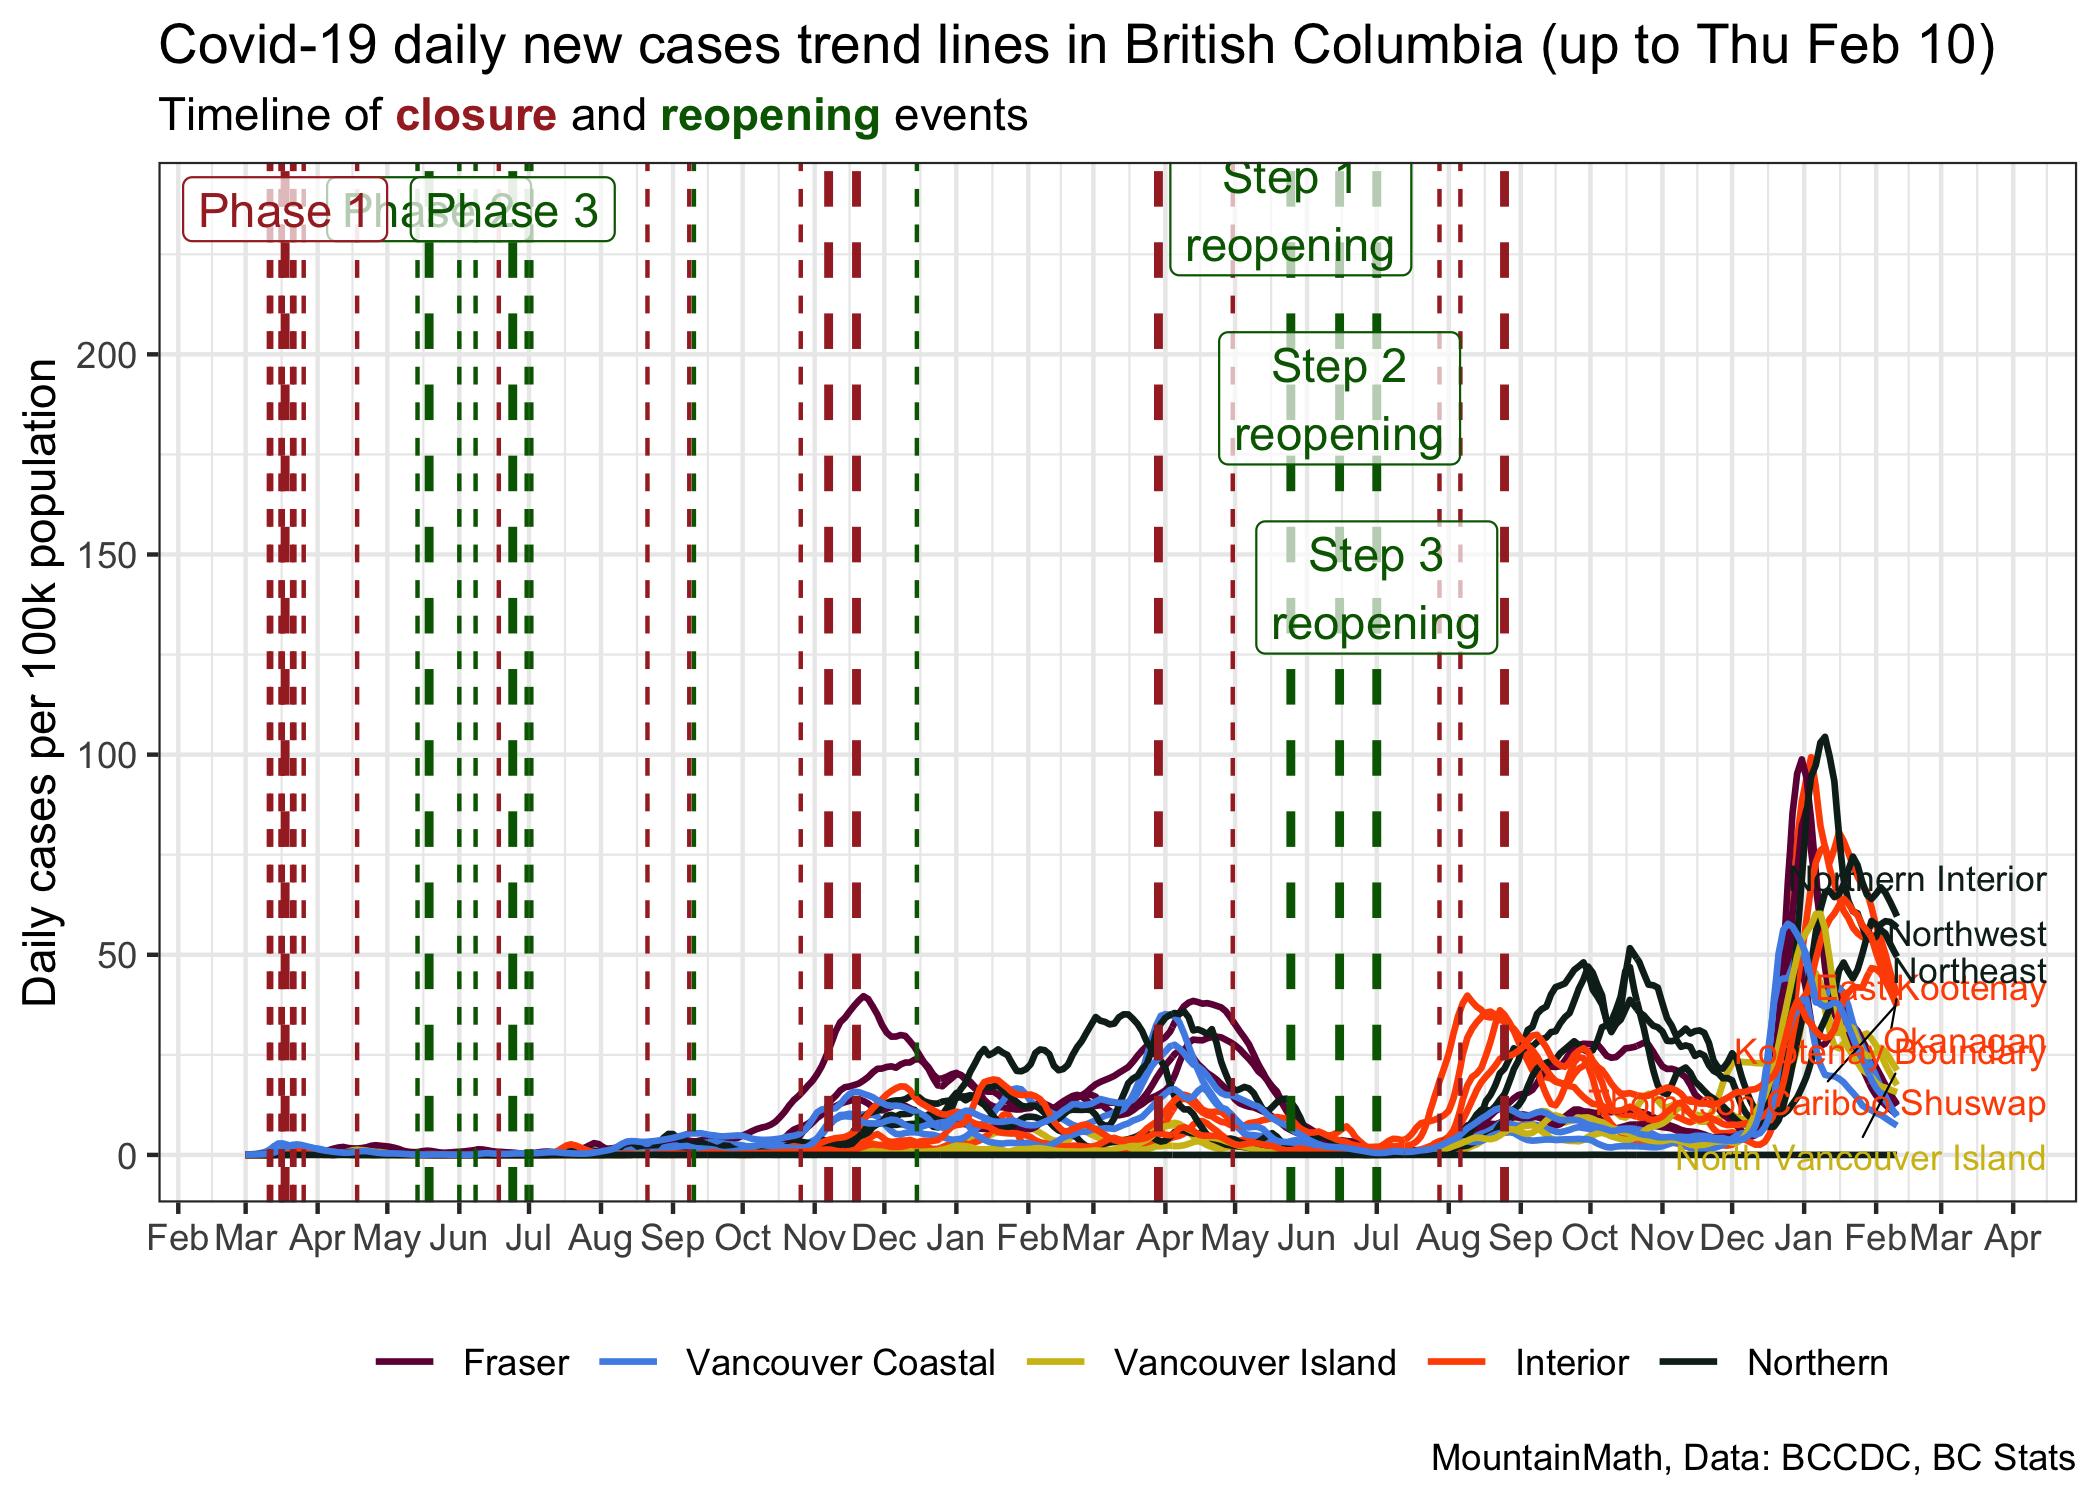 Covid-19 daily new cases trend lines in British Columbia (up to Thu Feb 10)
Timeline of closure and reopening events
Daily cases per 100k population
200
150
100
50
0
Phase 1
Phase 2
Phase 3
Step 1
reopening
Step 2
reopening
Step 3
reopening
Northern Interior
Northwest
Northeast
East Kootenay
Okanagan
Kootenay Boundary
Thompson Cariboo Shuswap
North Vancouver Island
Feb Mar Apr May Jun Jul Aug Sep Oct Nov Dec Jan Feb Mar Apr May Jun Jul Aug Sep Oct Nov Dec Jan Feb Mar Apr
Fraser Vancouver Coastal Vancouver Island Interior Northern
MountainMath, Data: BCCDC, BC Stats